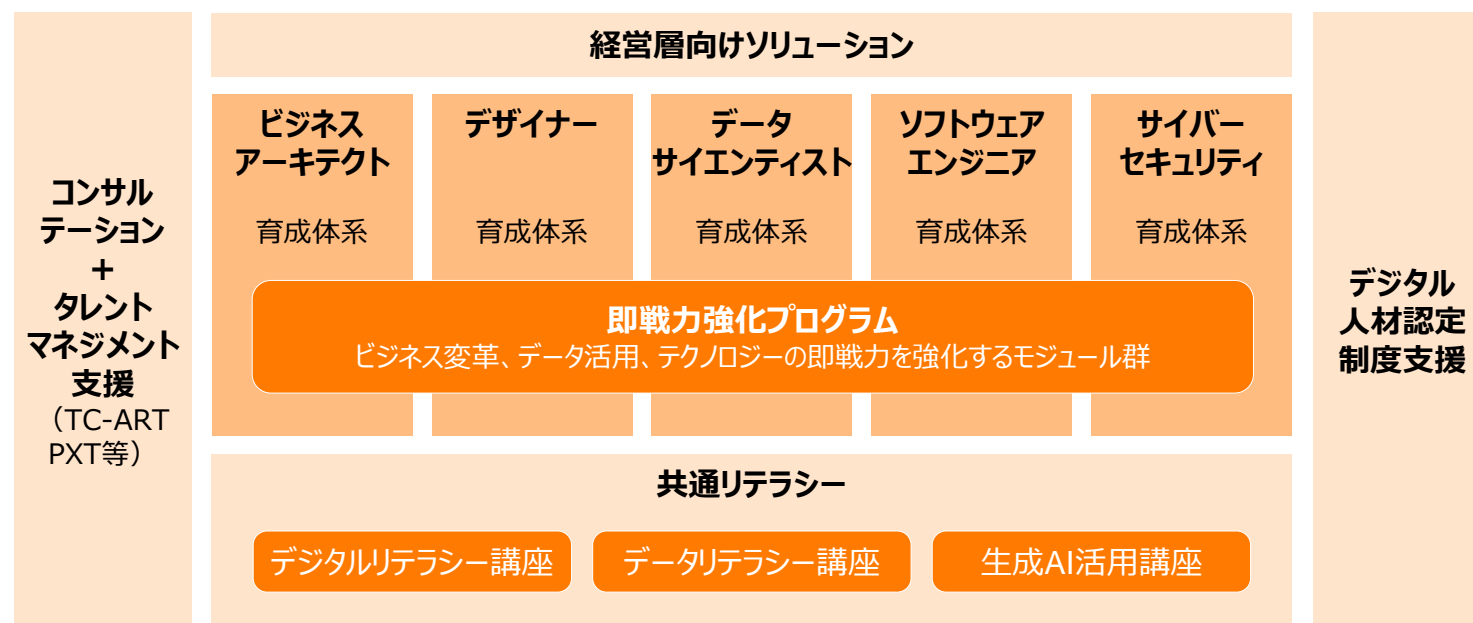 経営層向けソリューション
コンサル
テーション
+
タレント
マネジメント
支援
（TC-ART
PXT等）
ビジネス
アーキテクト
育成体系
デザイナー
育成体系
データ
サイエンティスト
育成体系
ソフトウェア
エンジニア
育成体系
サイバー
セキュリティ
育成体系
即戦力強化プログラム
ビジネス変革、データ活用、テクノロジーの即戦力を強化するモジュール群
共通リテラシー
デジタルリテラシー講座
データリテラシー講座
生成AI活用講座
デジタル
人材認定
制度支援